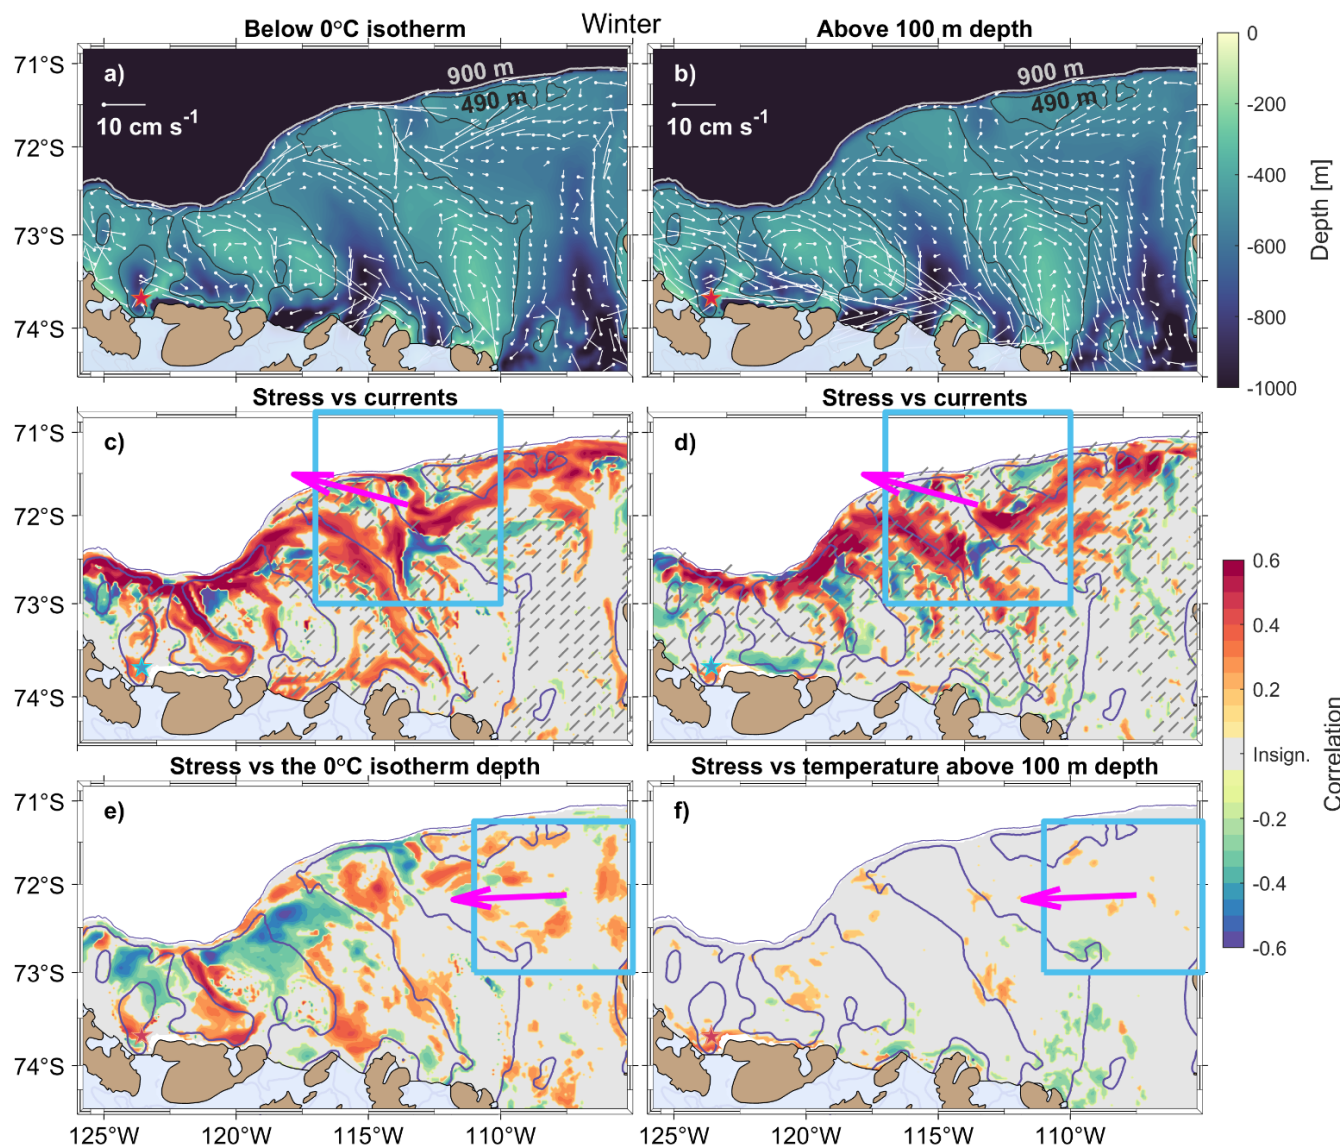 Winter
Below 0°C isotherm
Above 100 m depth
a)
900 m
490 m
10 cm s⁻¹
b)
900 m
490 m
10 cm s⁻¹
71°S
72°S
73°S
74°S
0
-200
-400
-600
-800
-1000
Depth [m]
Stress vs currents
Stress vs currents
c)
d)
71°S
72°S
73°S
74°S
Stress vs the 0°C isotherm depth
Stress vs temperature above 100 m depth
e)
f)
71°S
72°S
73°S
74°S
125°W
120°W
115°W
110°W
125°W
120°W
115°W
110°W
0.6
0.4
0.2
Insign.
-0.2
-0.4
-0.6
Correlation